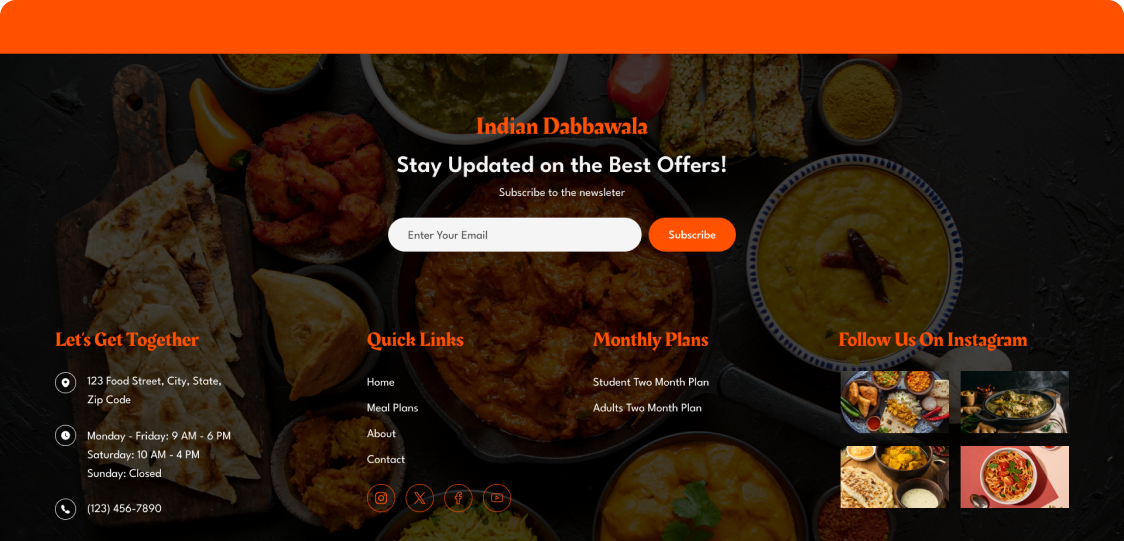 Indian Dabbawala
Stay Updated on the Best Offers!
Subscribe to the newsleter
Enter Your Email
Subscribe
Let's Get Together
123 Food Street, City, State,
Zip Code
Monday - Friday: 9 AM - 6 PM
Saturday: 10 AM - 4 PM
Sunday: Closed
(123) 456-7890
Quick Links
Home
Meal Plans
About
Contact
Monthly Plans
Student Two Month Plan
Adults Two Month Plan
Follow Us On Instagram